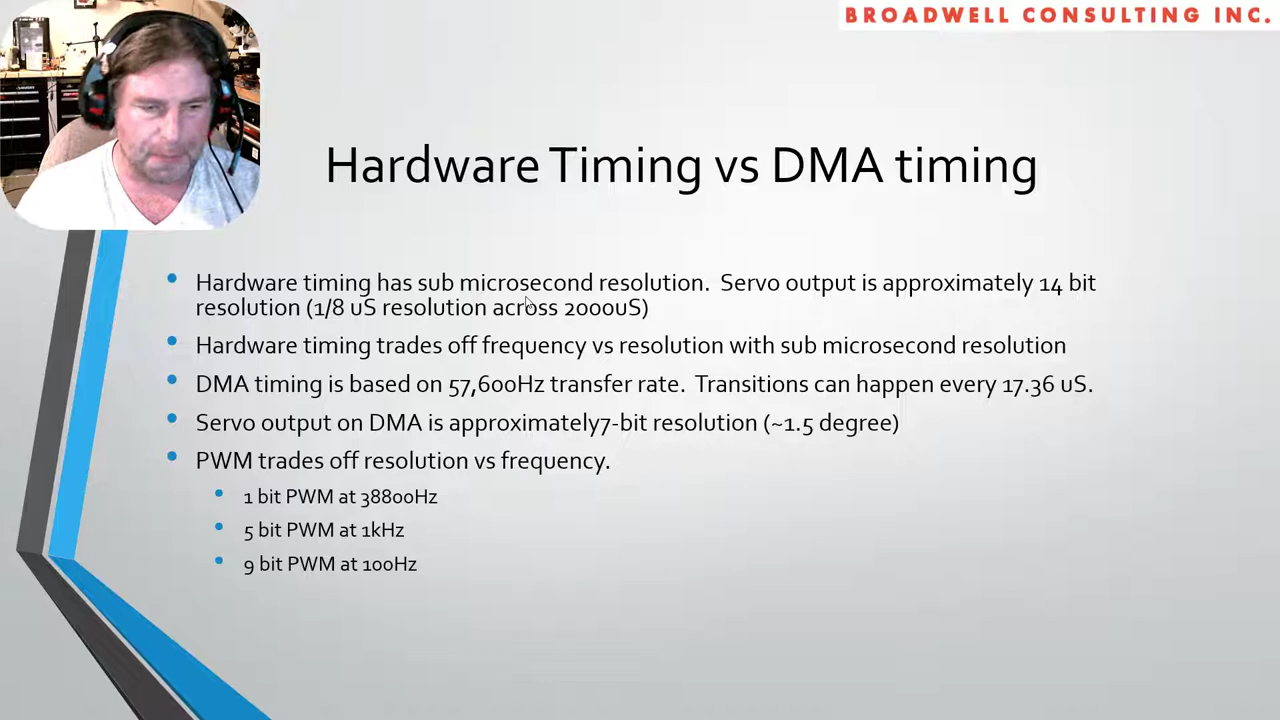 BROADWELL CONSULTING INC.
Hardware Timing vs DMA timing
Hardware timing has sub microsecond resolution. Servo output is approximately 14 bit
resolution (1/8 uS resolution across 2000uS)
Hardware timing trades off frequency vs resolution with sub microsecond resolution
DMA timing is based on 57,600Hz transfer rate. Transitions can happen every 17.36 uS.
Servo output on DMA is approximately7-bit resolution (~1.5 degree)
PWM trades off resolution vs frequency.
1 bit PWM at 38800Hz
5 bit PWM at 1kHz
9 bit PWM at 100Hz